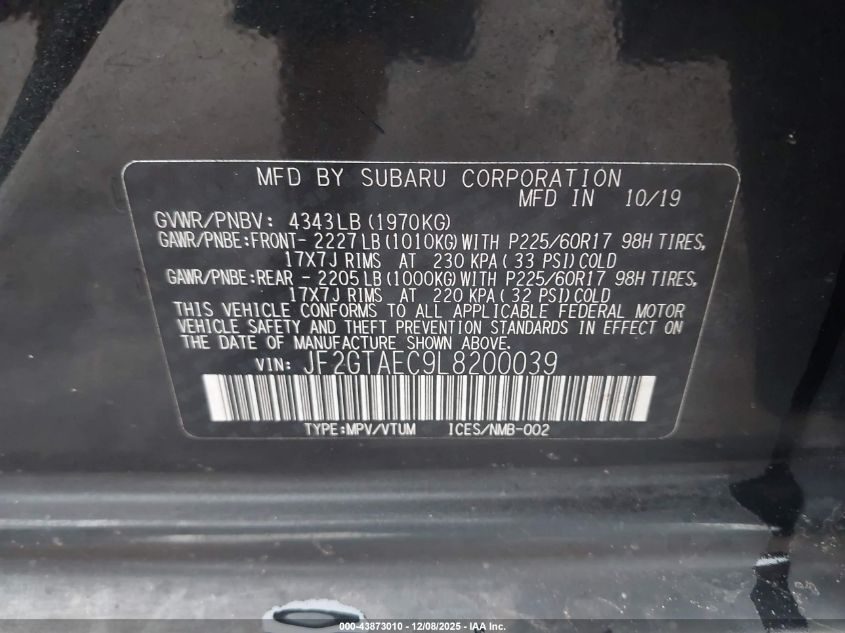 MFD BY SUBARU CORPORATION
MFD IN 10/19
GVWR/PNBV: 4343LB (1970KG)
GAWR/PNBE:FRONT- 2227LB (1010KG) WITH P225/60R17 98H TIRES,
17X7J RIMS AT 230 KPA ( 33 PSI) COLD
GAWR/PNBE:REAR - 2205LB (1000KG) WITH P225/60R17 98H TIRES,
17X7J RIMS AT 220 KPA ( 32 PSI) COLD
THIS VEHICLE CONFORMS TO ALL APPLICABLE FEDERAL MOTOR
VEHICLE SAFETY AND THEFT PREVENTION STANDARDS IN EFFECT ON
THE DATE OF MANUFACTURE SHOWN ABOVE.
VIN: JF2GTAEC9L8200039
TYPE:MPV/VTUM ICES/NMB-002
000-43873010 - 12/08/2025 - IAA Inc.